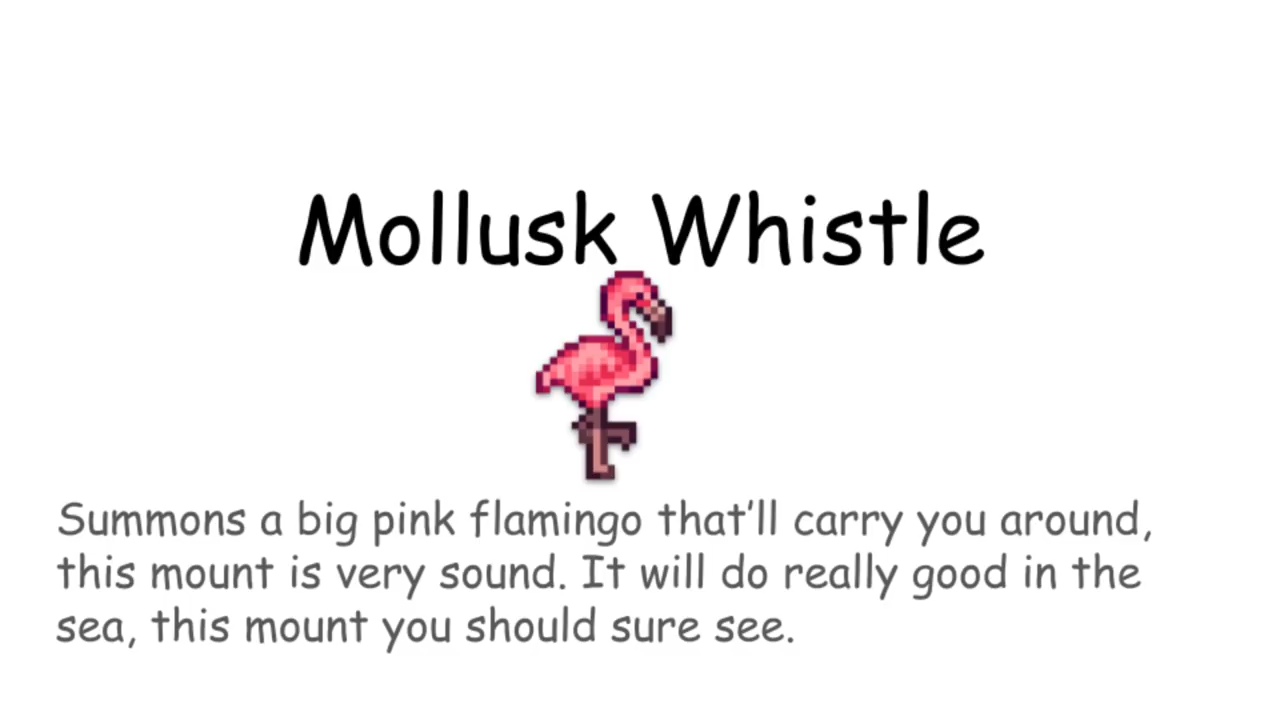 Mollusk Whistle
Summons a big pink flamingo that’ll carry you around,
this mount is very sound. It will do really good in the
sea, this mount you should sure see.